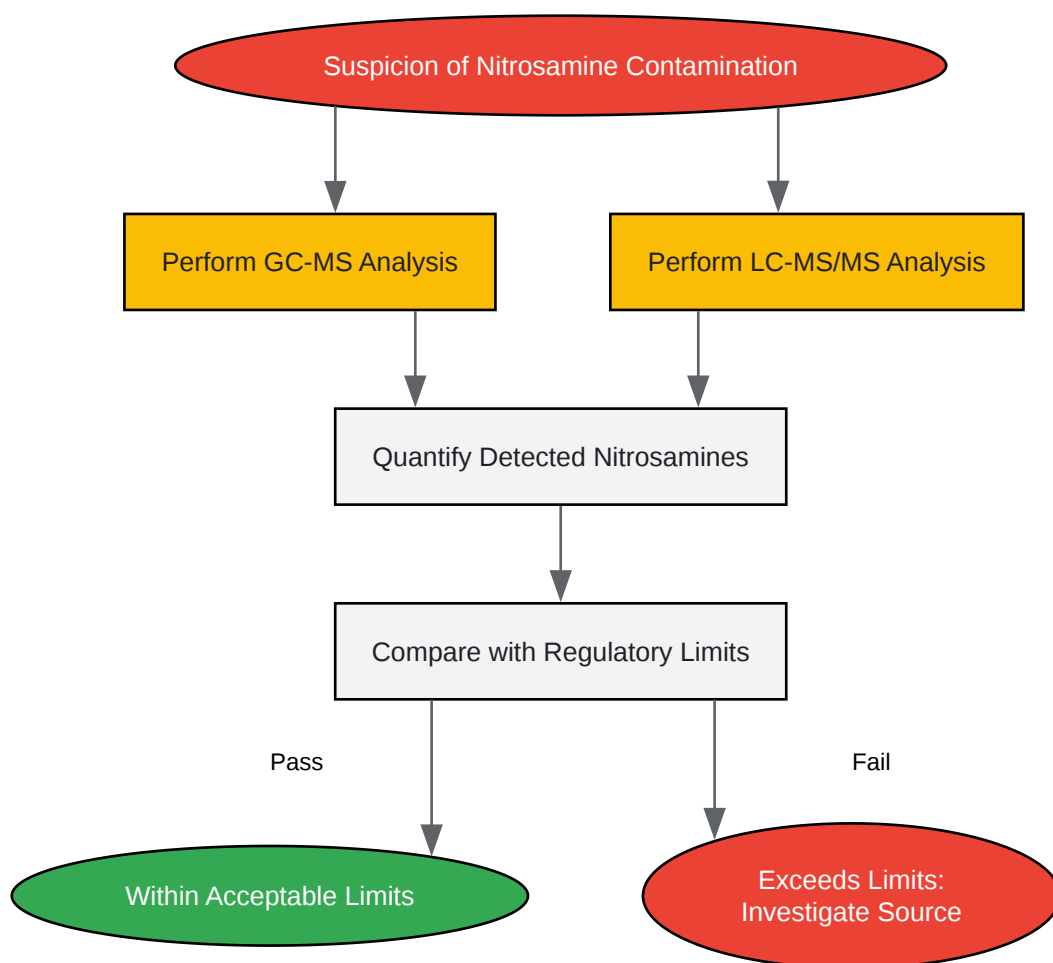 Suspicion of Nitrosamine Contamination
Perform GC-MS Analysis
Perform LC-MS/MS Analysis
Quantify Detected Nitrosamines
Compare with Regulatory Limits
Pass
Fail
Within Acceptable Limits
Exceeds Limits:
Investigate Source